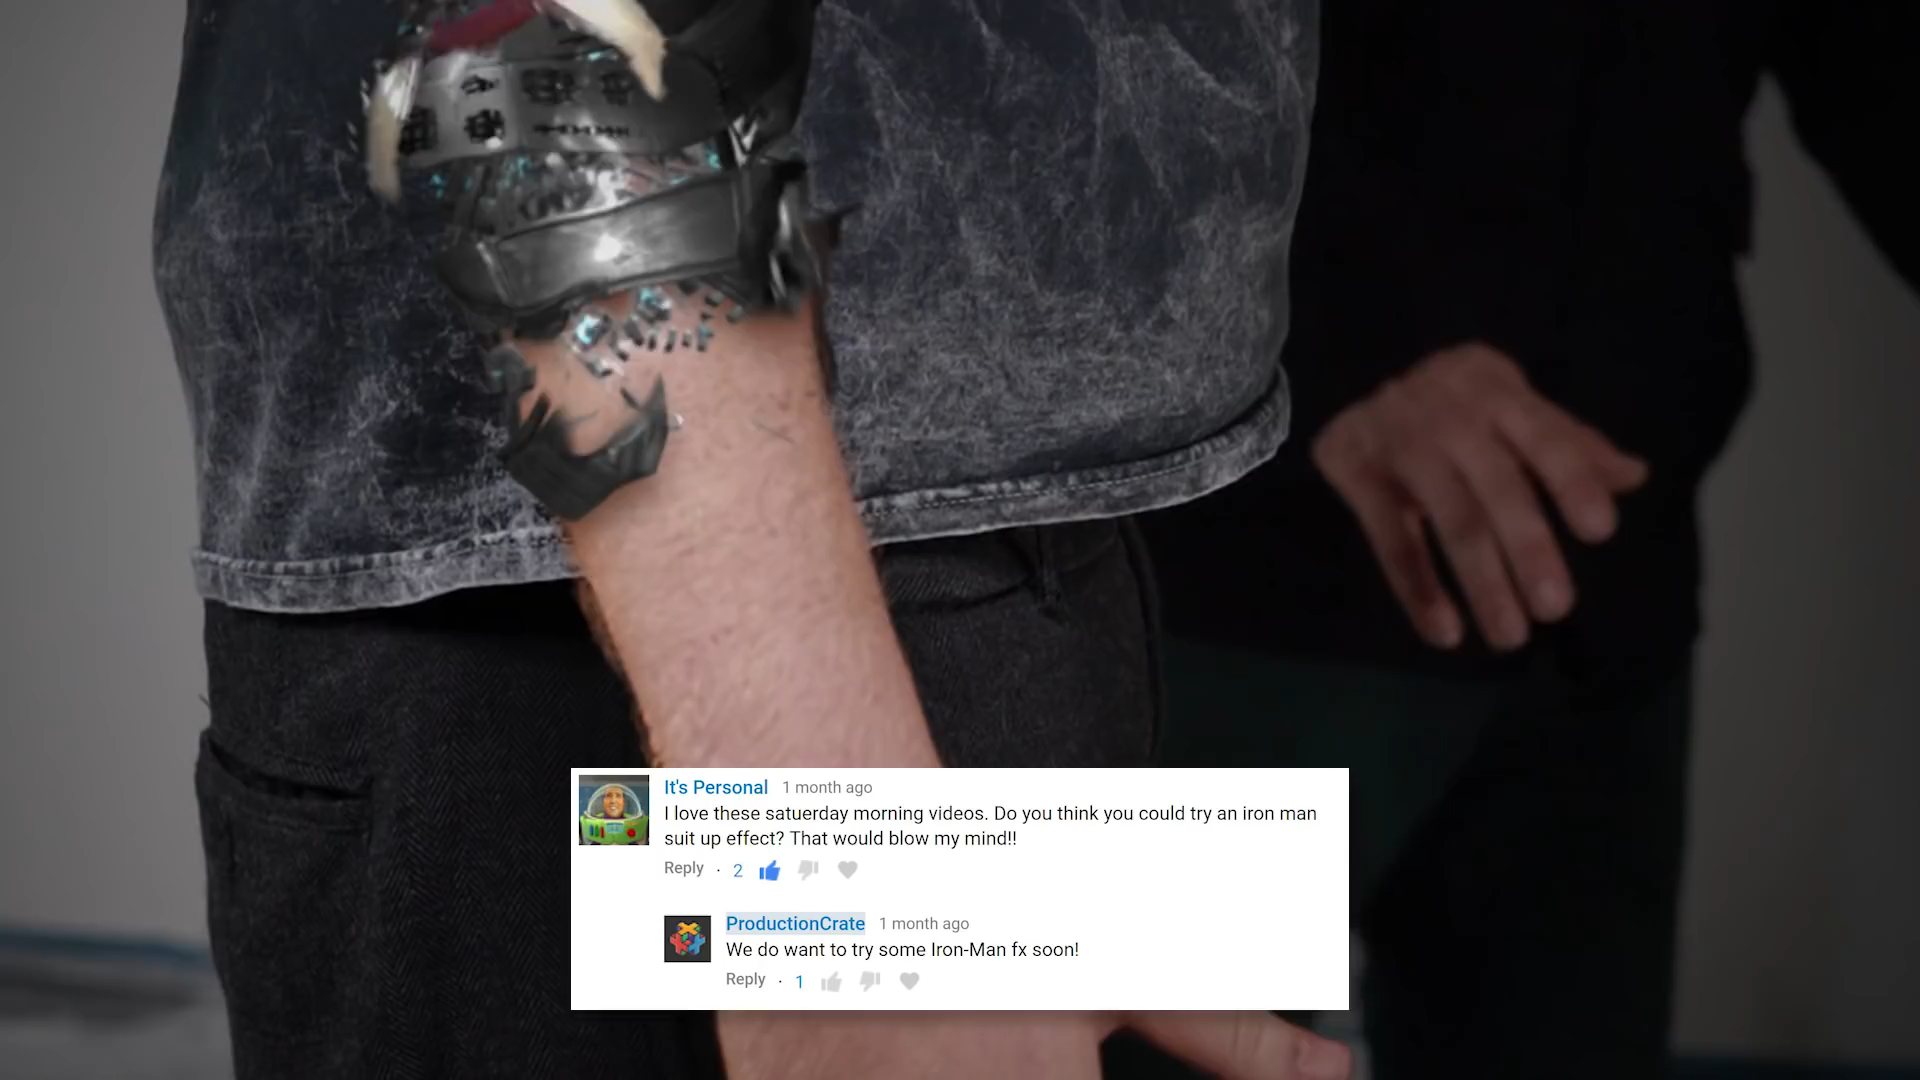 It's Personal 1 month ago
I love these satuerday morning videos. Do you think you could try an iron man
suit up effect? That would blow my mind!!
Reply · 2
ProductionCrate 1 month ago
We do want to try some Iron-Man fx soon!
Reply · 1